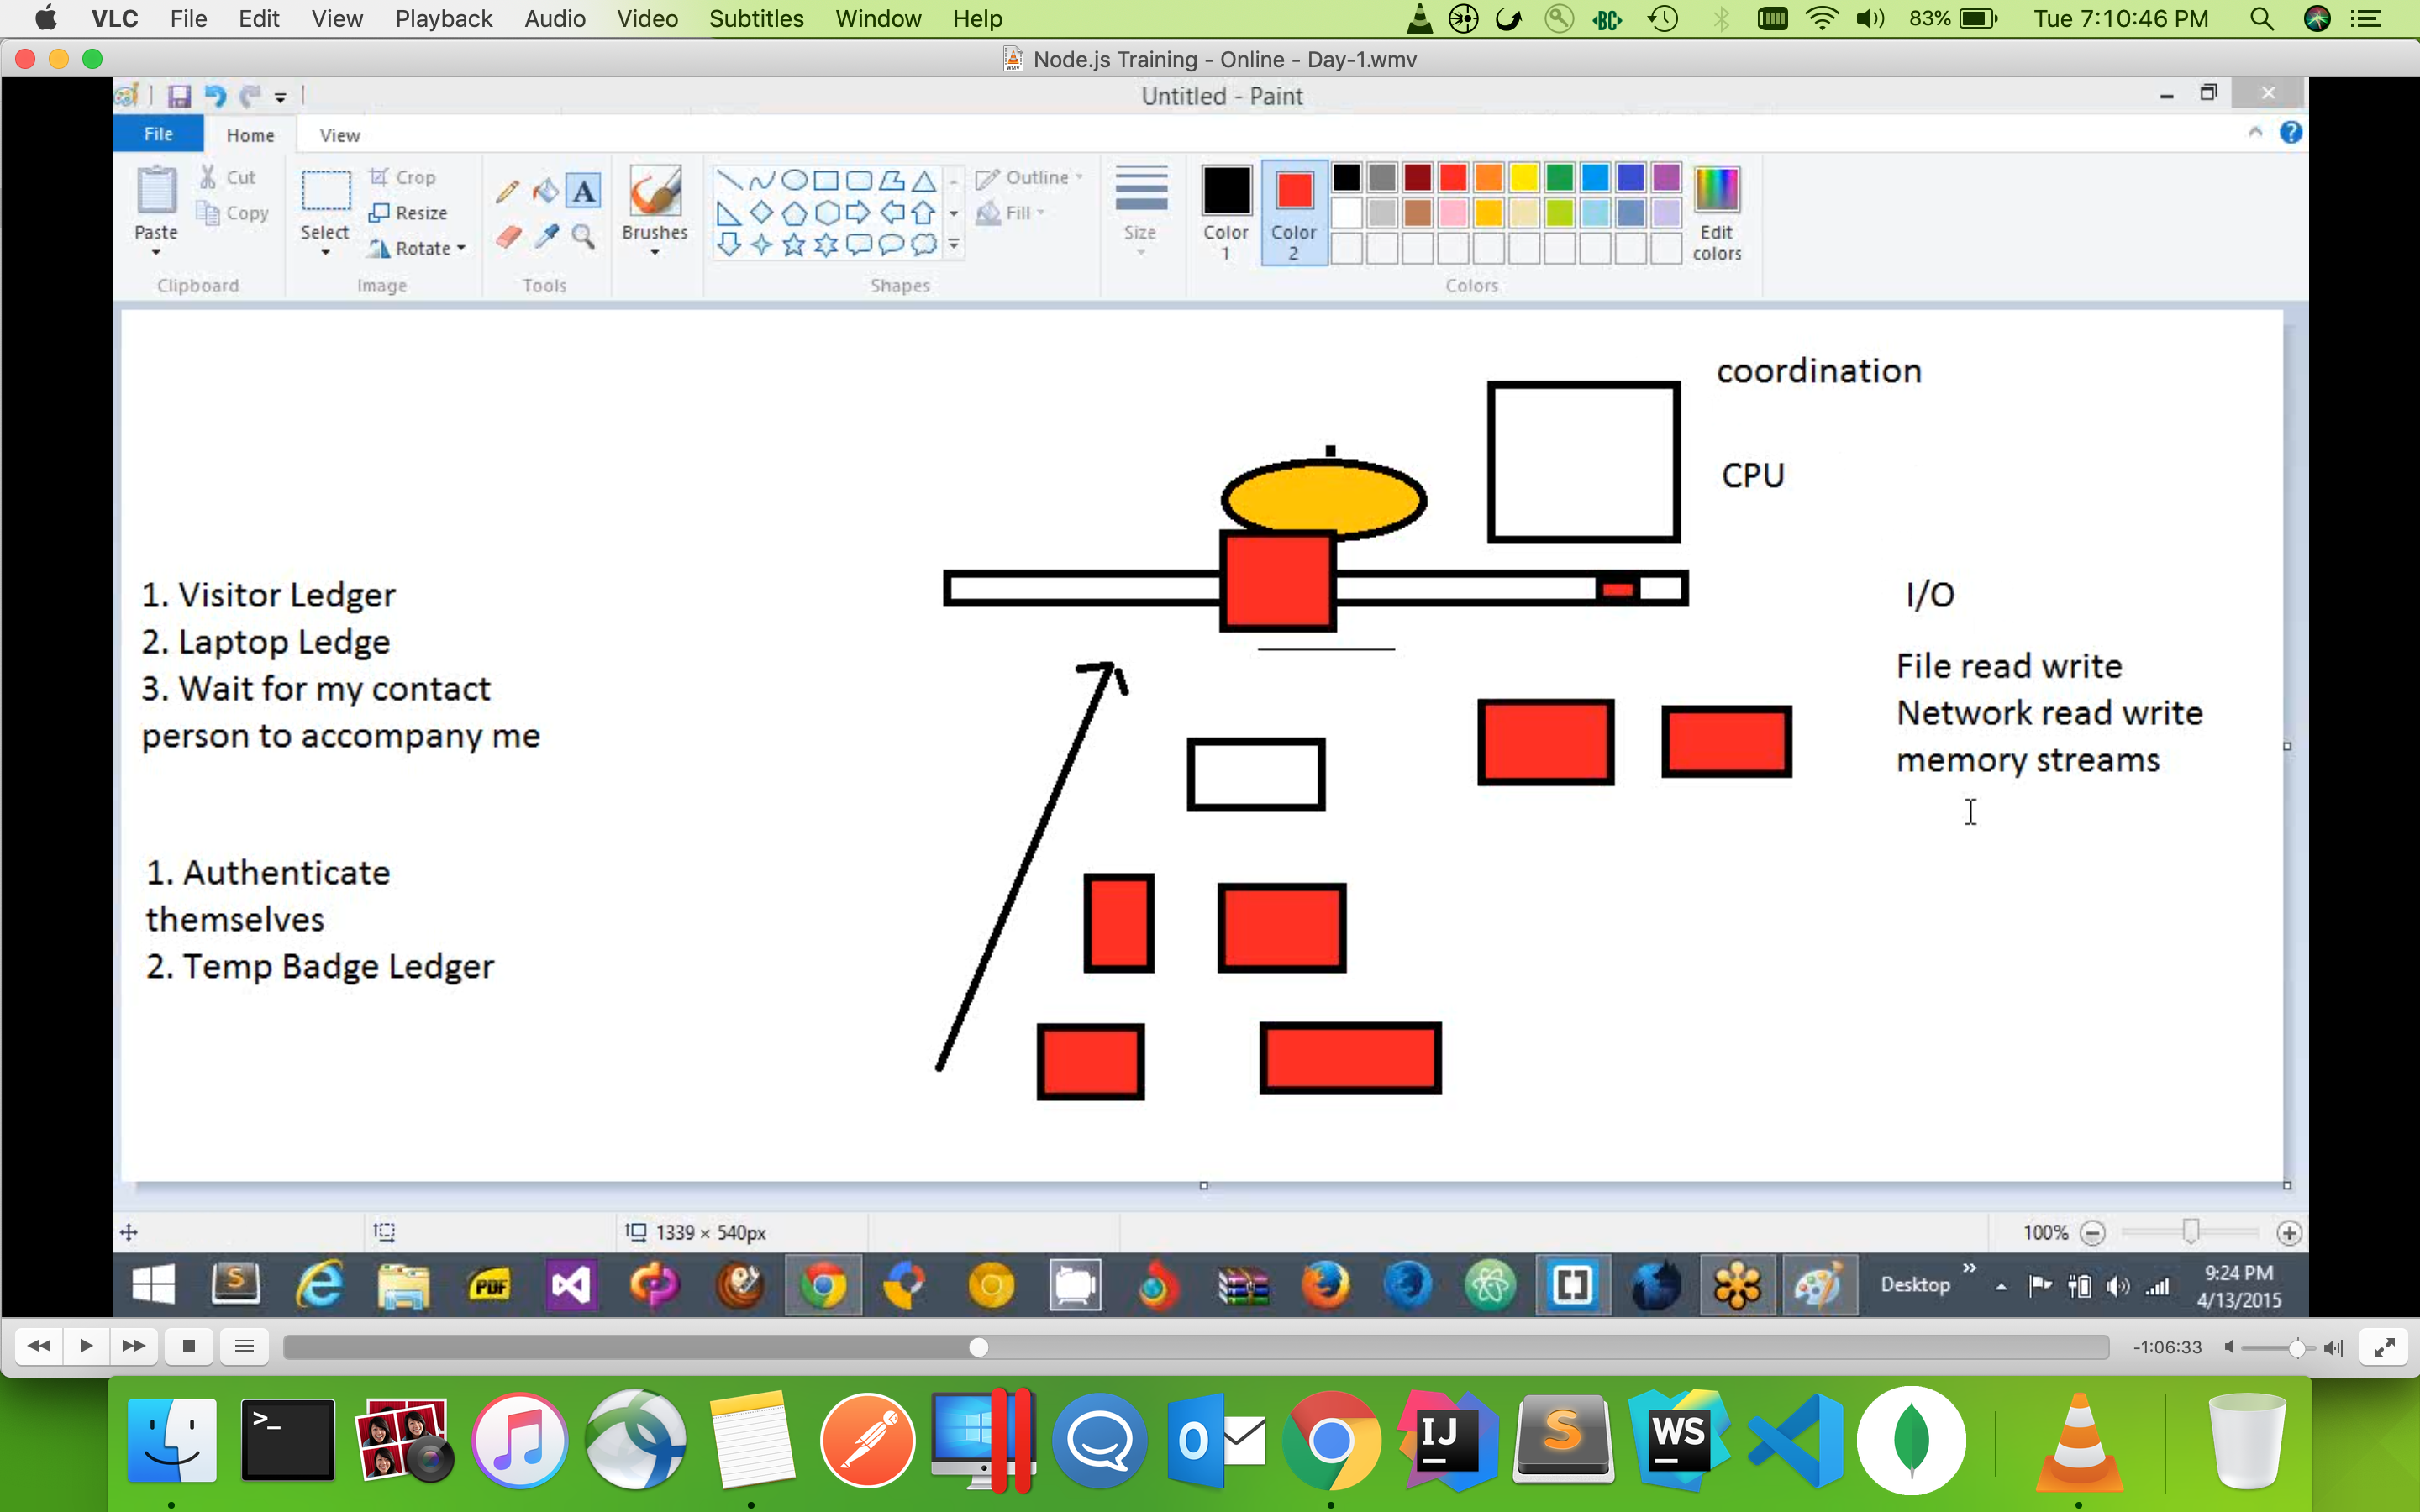 VLC File Edit View Playback Audio Video Subtitles Window Help BC 83% Tue 7:10:46 PM
Node.js Training - Online - Day-1.wmv
Untitled - Paint
File Home View
Paste Cut Copy Clipboard
Select Crop Resize Rotate Image
A Tools
Brushes
Shapes
Outline Fill
Size
Color 1 Color 2 Edit colors
Colors
coordination
CPU
1. Visitor Ledger
2. Laptop Ledge
3. Wait for my contact
person to accompany me
I/O
File read write
Network read write
memory streams
1. Authenticate
themselves
2. Temp Badge Ledger
1339 × 540px 100%
S PDF Desktop 9:24 PM
4/13/2015
-1:06:33
>_ O IJ S WS